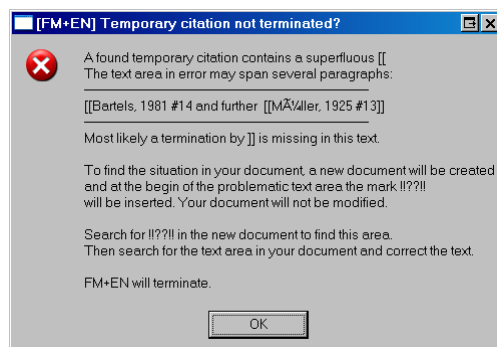 [FM+EN] Temporary citation not terminated?
A found temporary citation contains a superfluous [[
The text area in error may span several paragraphs:
[[Bartels, 1981 #14 and further [[MÃ¼ller, 1925 #13]]
Most likely a termination by ]] is missing in this text.
To find the situation in your document, a new document will be created
and at the begin of the problematic text area the mark !!??!!
will be inserted. Your document will not be modified.
Search for !!??!! in the new document to find this area.
Then search for the text area in your document and correct the text.
FM+EN will terminate.
OK